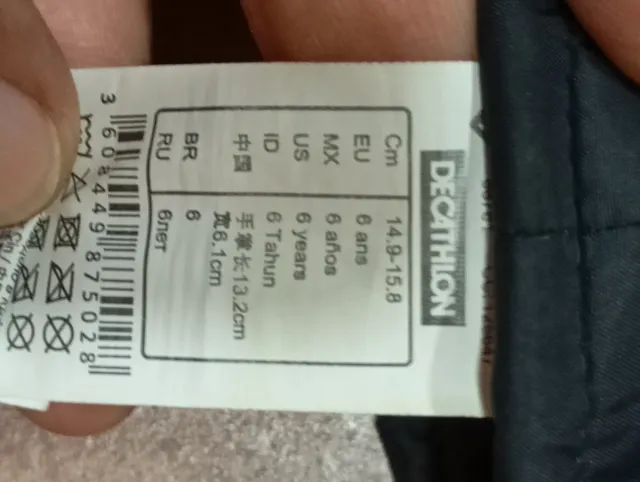 DECATHLON
Cm 14.9-15.8
EU 6 ans
MX 6 años
US 6 years
ID 6 Tahun
中国 手掌长13.2cm
宽6.1cm
BR 6
RU 6лет
3 608449 875028